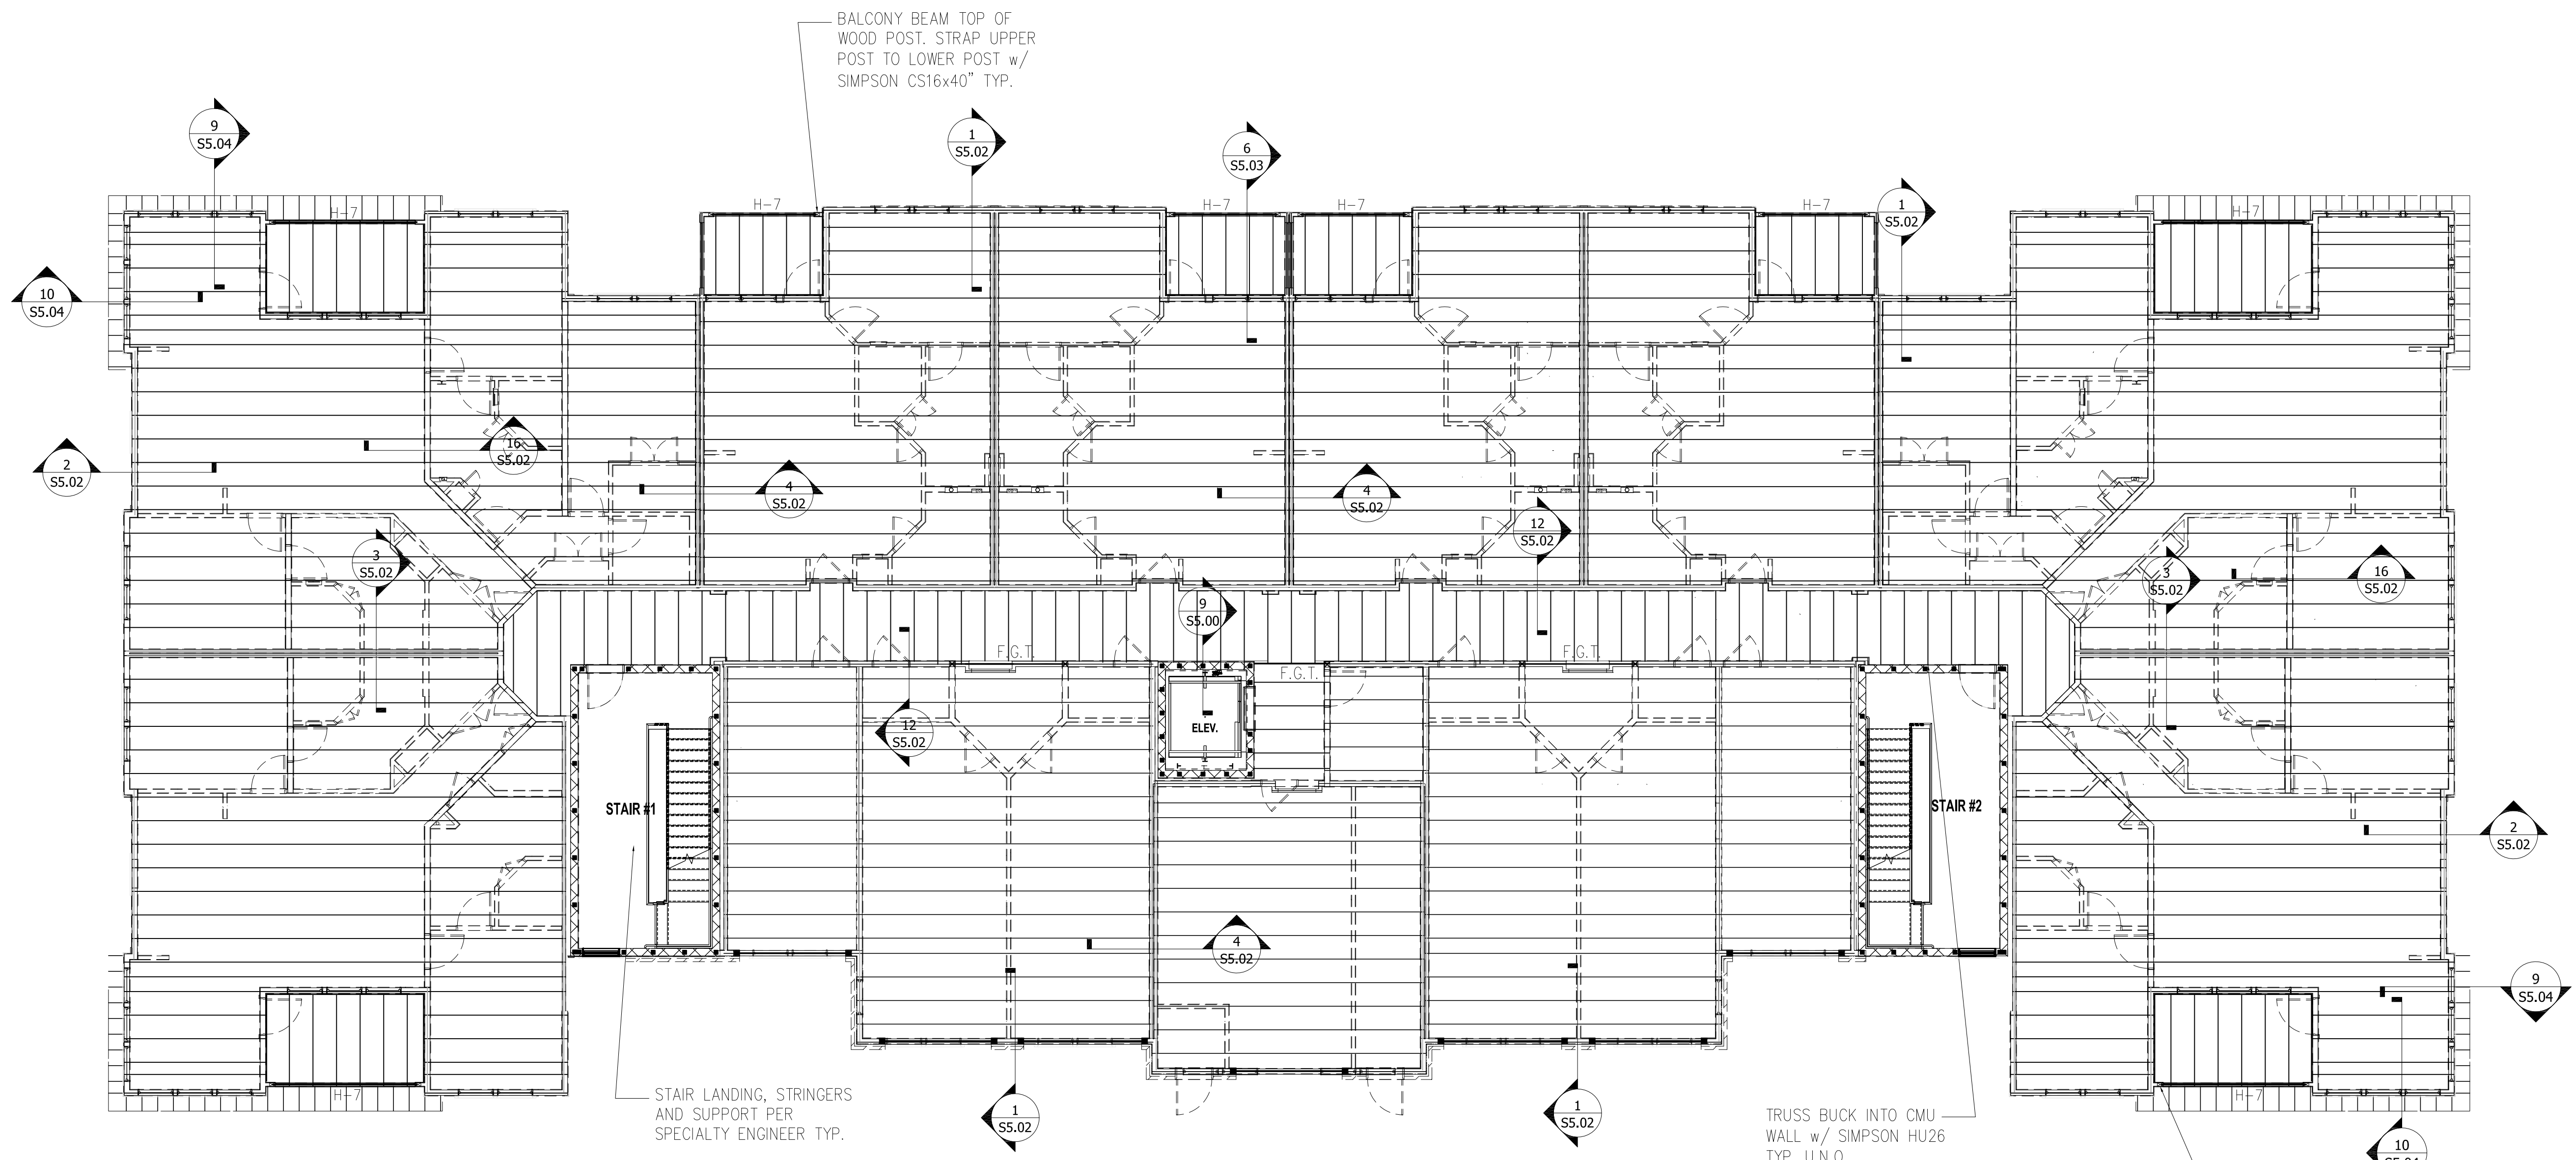 BALCONY BEAM TOP OF
WOOD POST. STRAP UPPER
POST TO LOWER POST w/
SIMPSON CS16x40" TYP.
9
S5.04
1
S5.02
6
S5.03
1
S5.02
H-7
H-7
H-7
H-7
H-7
H-7
10
S5.04
2
S5.02
16
S5.02
4
S5.02
4
S5.02
12
S5.02
3
S5.02
3
S5.02
16
S5.02
9
S5.00
F.G.T.
F.G.T.
F.G.T.
ELEV.
12
S5.02
STAIR #1
STAIR #2
2
S5.02
4
S5.02
9
S5.04
H-7
H-7
STAIR LANDING, STRINGERS
AND SUPPORT PER
SPECIALTY ENGINEER TYP.
1
S5.02
1
S5.02
TRUSS BUCK INTO CMU
WALL w/ SIMPSON HU26
TYP. U.N.O.
10
S5.04